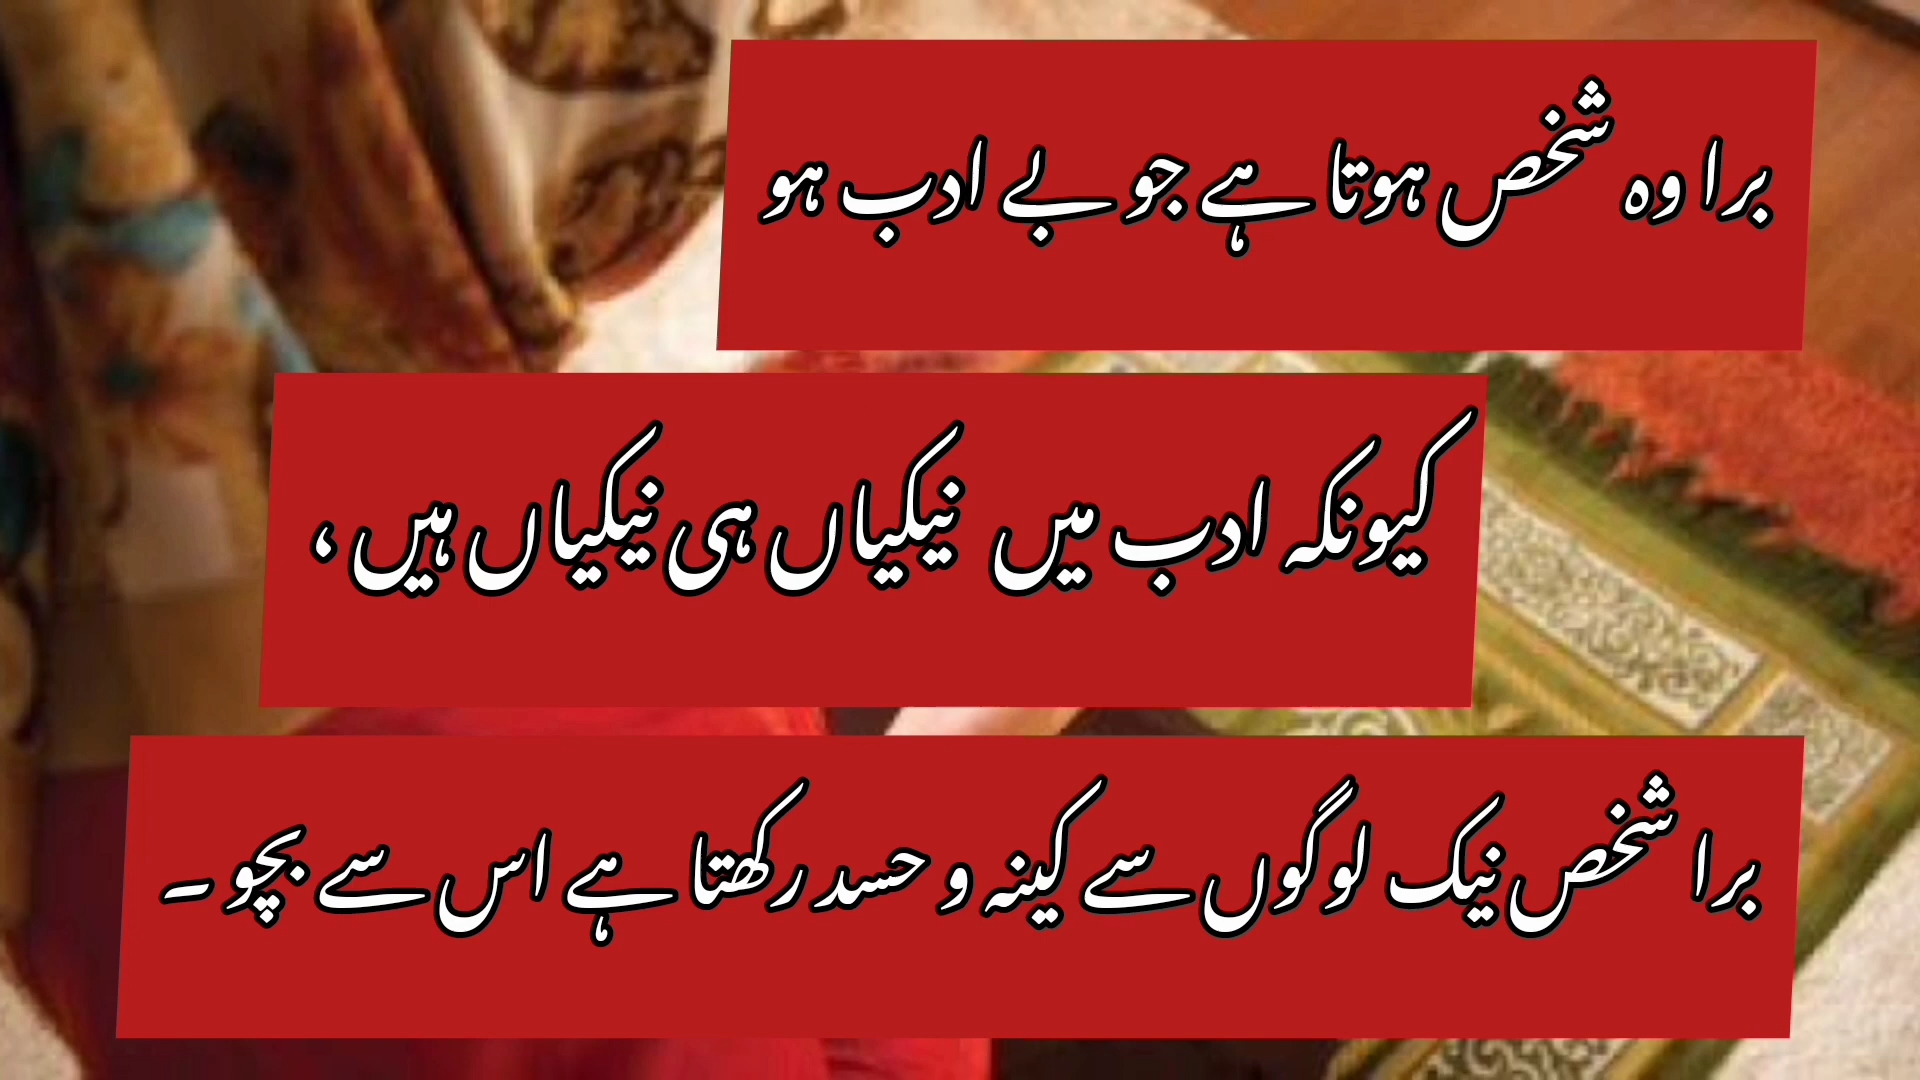 برا وہ شخص ہوتا ہے جو بے ادب ہو
کیونکہ ادب میں نیکیاں ہی نیکیاں ہیں ،
برا شخص نیک لوگوں سے کینہ و حسد رکھتا ہے اس سے بچو ۔